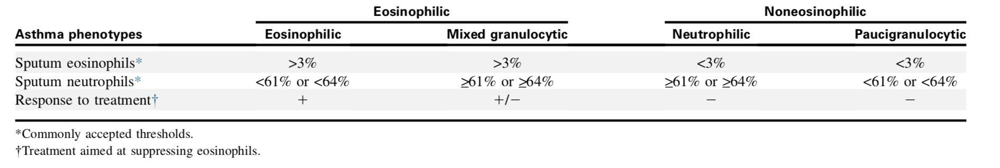 Eosinophilic Noneosinophilic
Asthma phenotypes Eosinophilic Mixed granulocytic Neutrophilic Paucigranulocytic
Sputum eosinophils* >3% >3% <3% <3%
Sputum neutrophils* <61% or <64% ≥61% or ≥64% ≥61% or ≥64% <61% or <64%
Response to treatment† + +/− − −
*Commonly accepted thresholds.
†Treatment aimed at suppressing eosinophils.